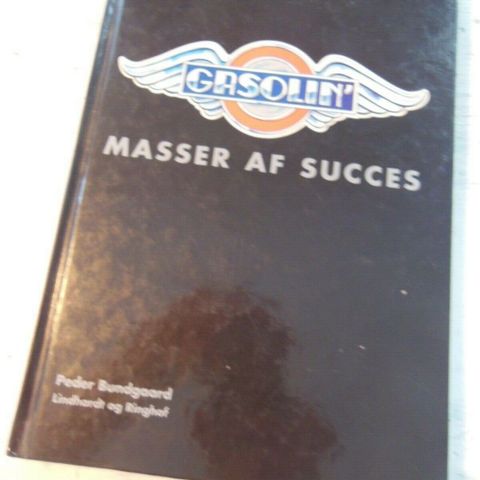 GASOLIN'
MASSER AF SUCCES
Peder Bundgaard
Lindhardt og Ringhof